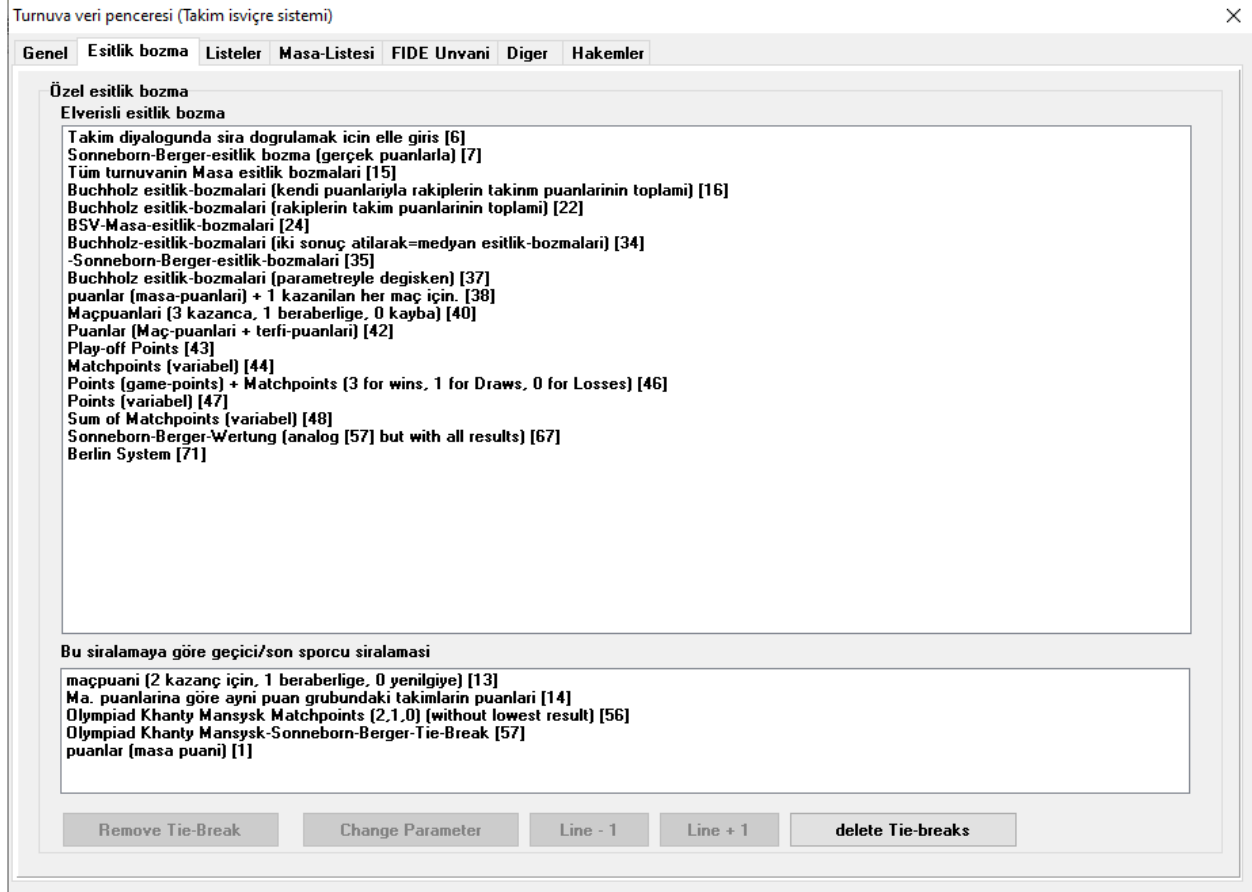 Turnuva veri penceresi (Takim isviçre sistemi)
Genel Esitlik bozma Listeler Masa-Listesi FIDE Unvani Diger Hakemler
Özel esitlik bozma
Elverisli esitlik bozma
Takim diyalogunda sira dogrulamak icin elle giris [6]
Sonneborn-Berger-esitlik bozma (gerçek puanlarla) [7]
Tüm turnuvanin Masa esitlik bozmalari [15]
Buchholz esitlik-bozmalari (kendi puanlariyla rakiplerin takinm puanlarinin toplami) [16]
Buchholz esitlik-bozmalari (rakiplerin takim puanlarinin toplami) [22]
BSV-Masa-esitlik-bozmalari [24]
Buchholz-esitlik-bozmalari (iki sonuç atilarak=medyan esitlik-bozmalari) [34]
-Sonneborn-Berger-esitlik-bozmalari [35]
Buchholz esitlik-bozmalari (parametreyle degisken) [37]
puanlar (masa-puanlari) + 1 kazanilan her maç için. [38]
Maçpuanlari (3 kazanca, 1 beraberlige, 0 kayba) [40]
Puanlar (Maç-puanlari + terfi-puanlari) [42]
Play-off Points [43]
Matchpoints (variabel) [44]
Points (game-points) + Matchpoints (3 for wins, 1 for Draws, 0 for Losses) [46]
Points (variabel) [47]
Sum of Matchpoints (variabel) [48]
Sonneborn-Berger-Wertung (analog [57] but with all results) [67]
Berlin System [71]
Bu siralamaya göre geçici/son sporcu siralamasi
maçpuani (2 kazanç için, 1 beraberlige, 0 yenilgiye) [13]
Ma. puanlarina göre ayni puan grubundaki takimlarin puanlari [14]
Olympiad Khanty Mansysk Matchpoints (2,1,0) (without lowest result) [56]
Olympiad Khanty Mansysk-Sonneborn-Berger-Tie-Break [57]
puanlar (masa puani) [1]
Remove Tie-Break Change Parameter Line - 1 Line + 1 delete Tie-breaks